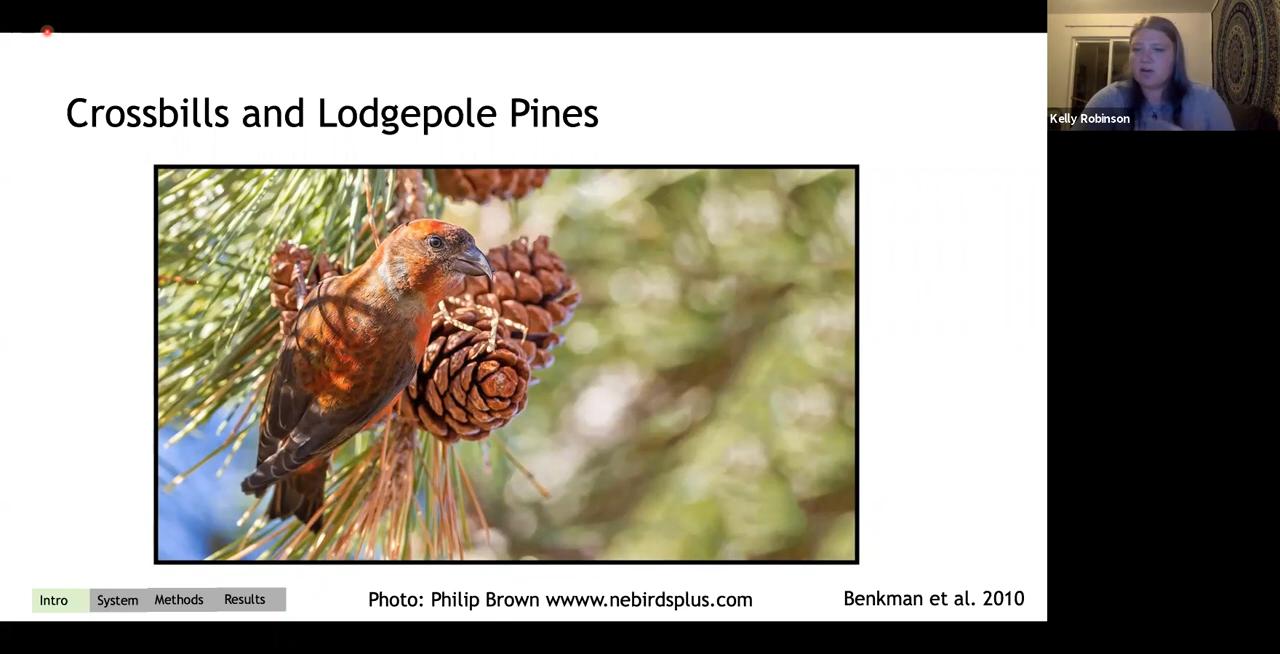 Crossbills and Lodgepole Pines
Kelly Robinson
Intro System Methods Results
Photo: Philip Brown wwww.nebirdsplus.com
Benkman et al. 2010